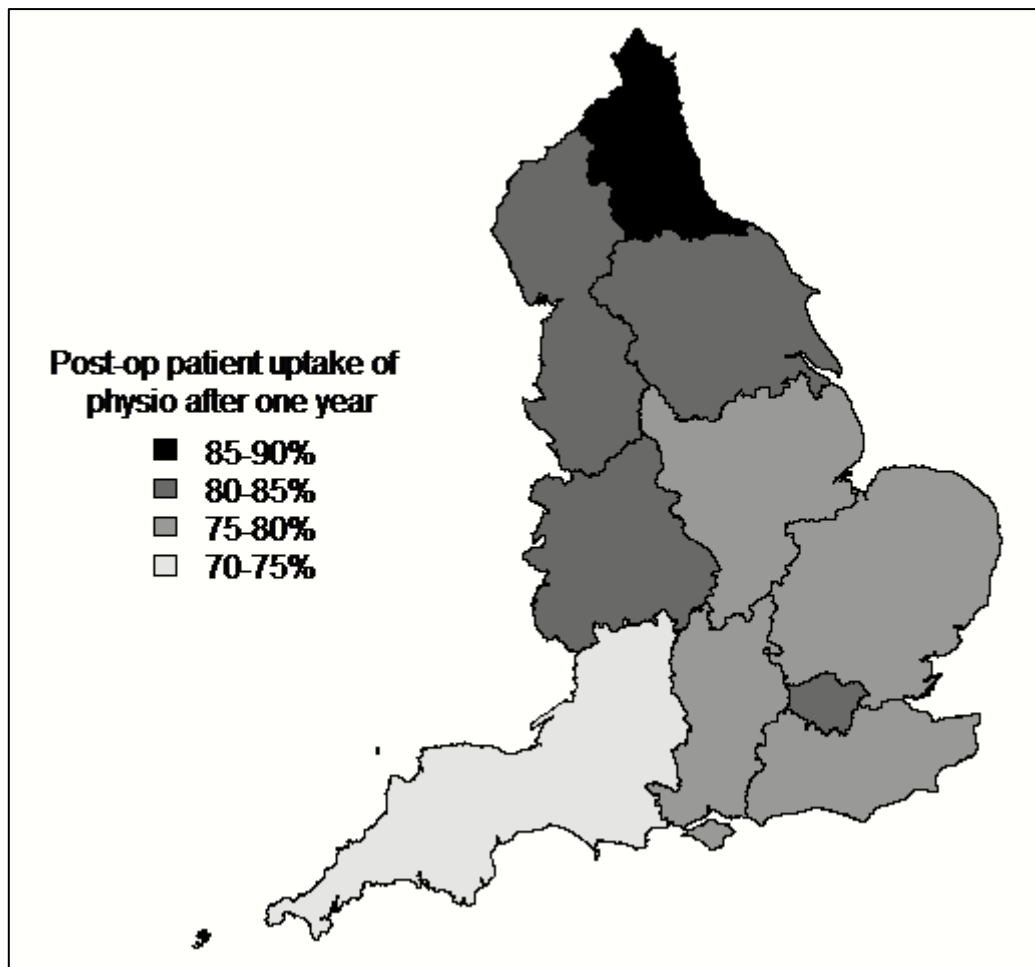 Post-op patient uptake of
physio after one year
85-90%
80-85%
75-80%
70-75%